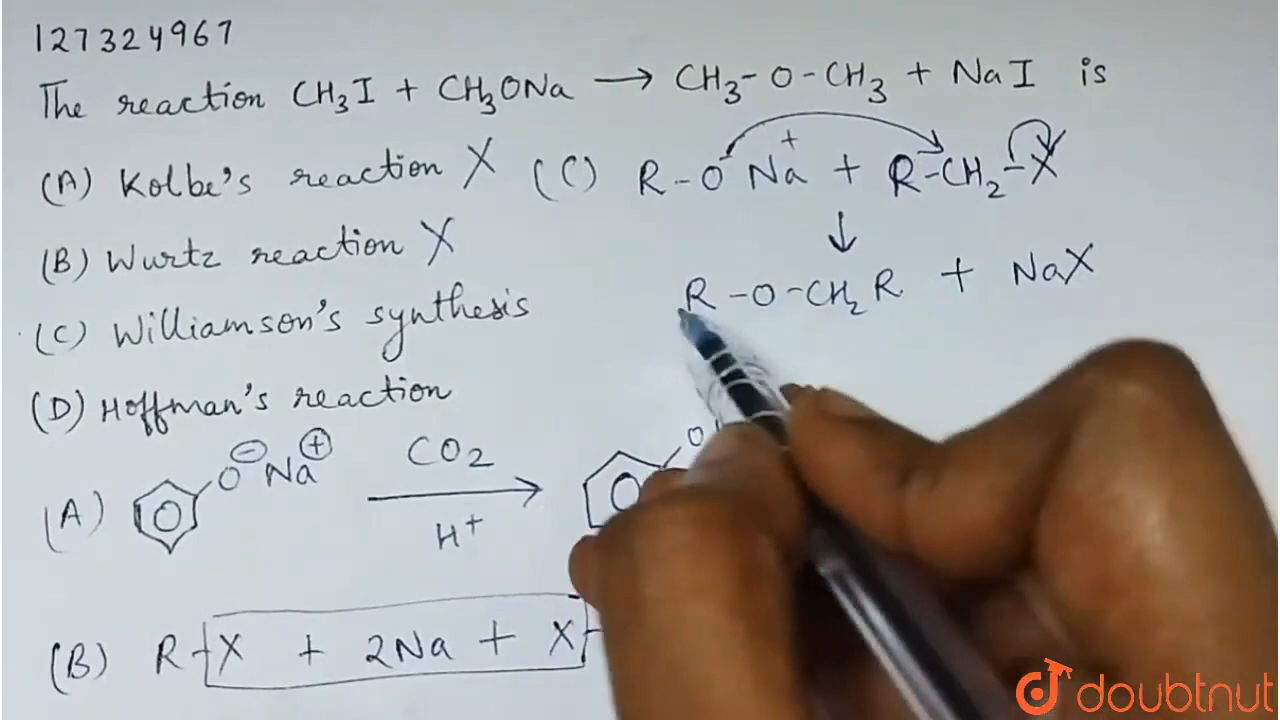 127324967
The reaction CH3I + CH3ONa → CH3-O-CH3 + NaI is
(A) Kolbe's reaction X
(B) Wurtz reaction X
(C) Williamson's synthesis
(D) Hoffman's reaction
(C) R-O⁻ Na⁺ + R-CH2-X
↓
R-O-CH2R + NaX
(A) O⁻ Na⁺ CO2 → H⁺ O
(B) R-X + 2Na + X-
doubtnut